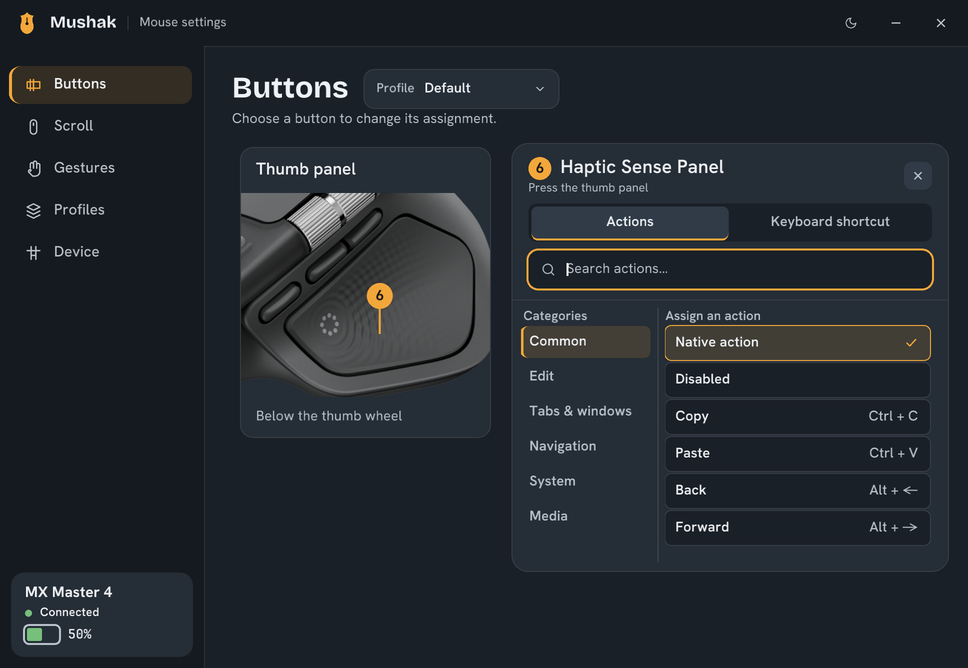 Mushak
Mouse settings
Buttons
Scroll
Gestures
Profiles
Device
MX Master 4
Connected
50%
Buttons
Profile Default
Choose a button to change its assignment.
Thumb panel
6
Below the thumb wheel
6 Haptic Sense Panel
Press the thumb panel
Actions
Keyboard shortcut
Search actions...
Categories
Common
Edit
Tabs & windows
Navigation
System
Media
Assign an action
Native action
Disabled
Copy Ctrl + C
Paste Ctrl + V
Back Alt + ←
Forward Alt + →